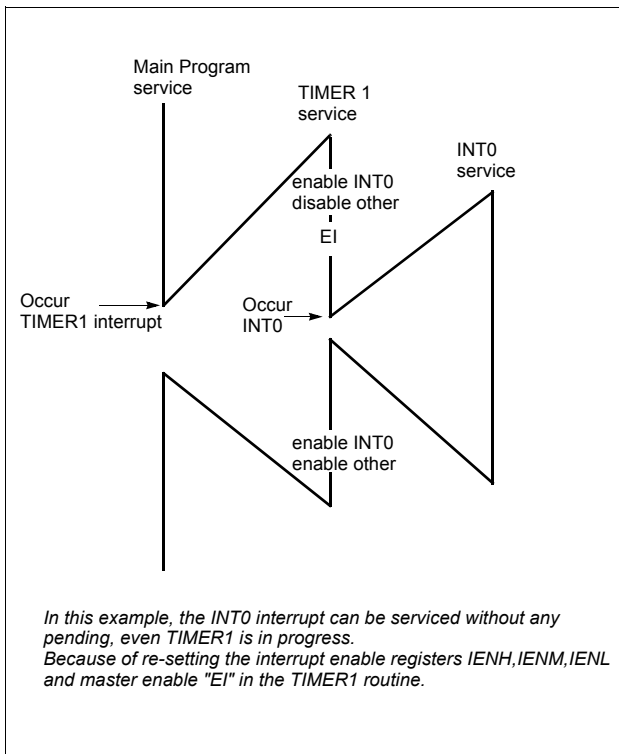 Main Program
service
TIMER 1
service
INT0
service
enable INT0
disable other
EI
Occur
TIMER1 interrupt
Occur
INT0
enable INT0
enable other
In this example, the INT0 interrupt can be serviced without any
pending, even TIMER1 is in progress.
Because of re-setting the interrupt enable registers IENH,IENM,IENL
and master enable "EI" in the TIMER1 routine.